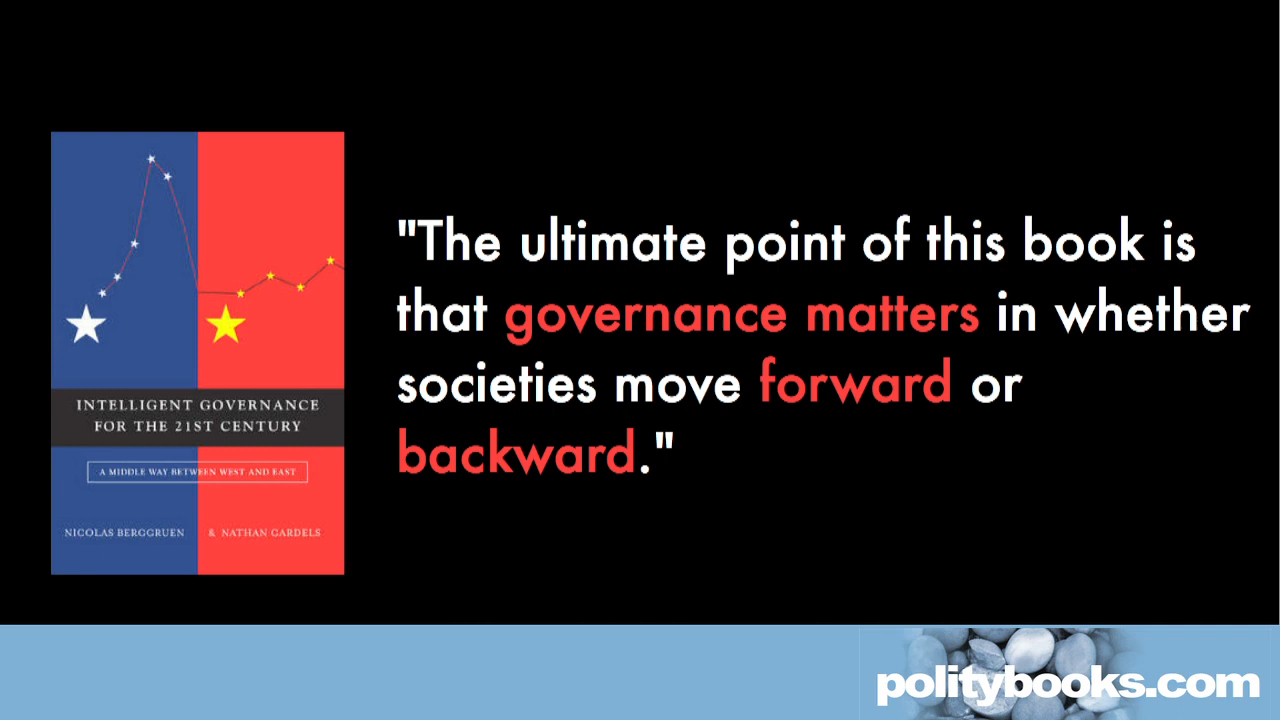 INTELLIGENT GOVERNANCE
FOR THE 21ST CENTURY
A MIDDLE WAY BETWEEN WEST AND EAST
NICOLAS BERGGRUEN & NATHAN GARDELS
"The ultimate point of this book is
that governance matters in whether
societies move forward or
backward."
politybooks.com